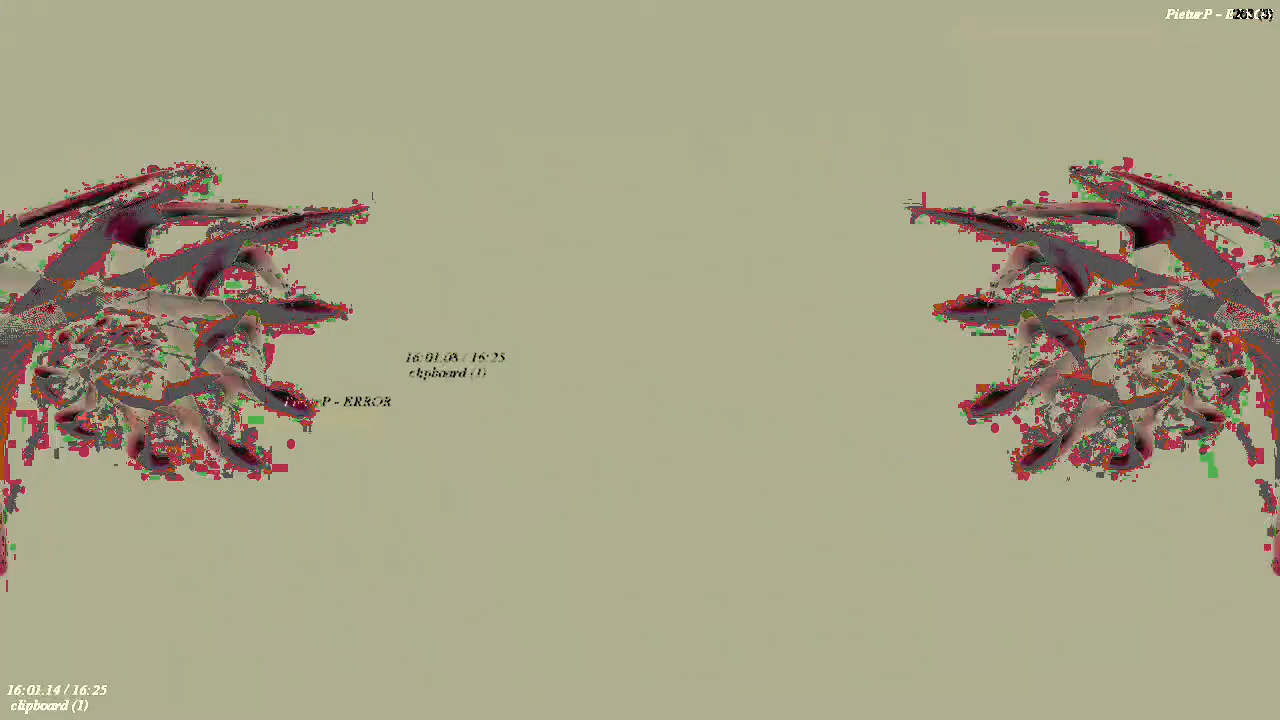 PieturP - E
16:01.08 / 16:25
clipboard (1)
P - ERROR
16:01.14 / 16:25
clipboard (1)